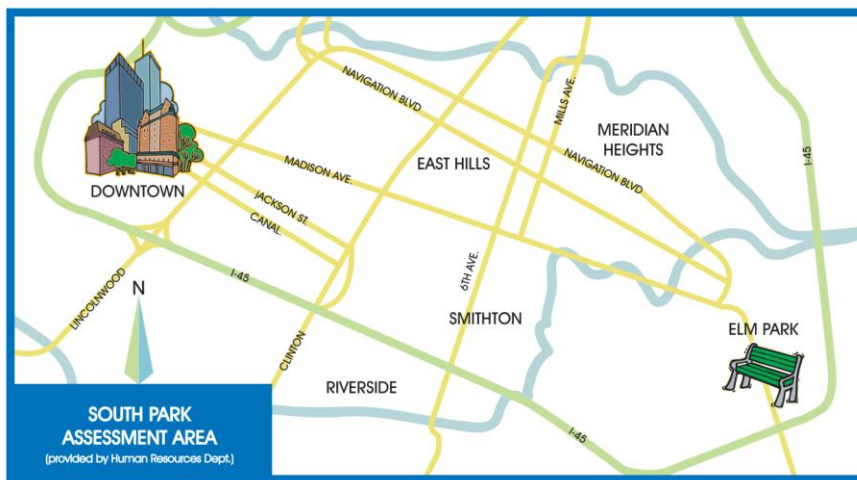 NAVIGATION BLVD
MILLS AVE.
MERIDIAN
HEIGHTS
I-45
EAST HILLS
MADISON AVE.
NAVIGATION BLVD
DOWNTOWN
JACKSON ST.
CANAL.
I-45
6TH AVE.
LINCOLNWOOD
N
SMITHTON
ELM PARK
CLINTON
RIVERSIDE
SOUTH PARK
ASSESSMENT AREA
(provided by Human Resources Dept.)
I-45